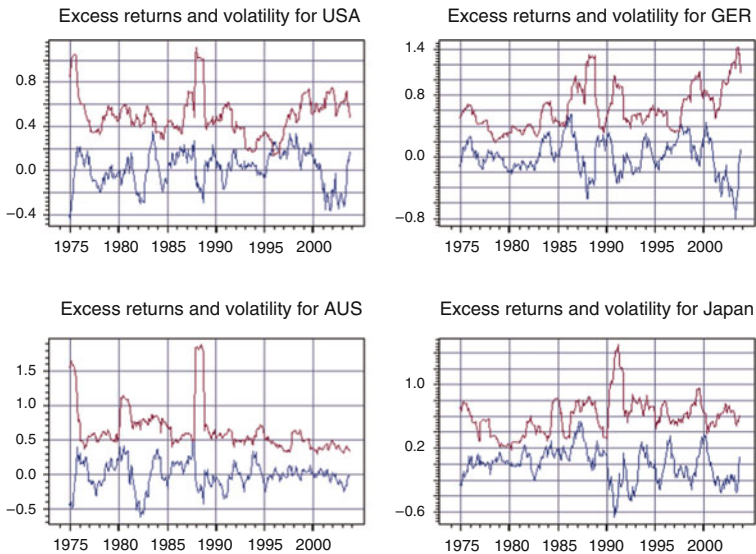 Excess returns and volatility for USA
0.8
0.4
0.0
−0.4
1975 1980 1985 1990 1995 2000
Excess returns and volatility for GER
1.4
0.8
0.0
−0.8
1975 1980 1985 1990 1995 2000
Excess returns and volatility for AUS
1.5
1.0
0.5
0.0
−0.5
1975 1980 1985 1990 1995 2000
Excess returns and volatility for Japan
1.0
0.2
−0.6
1975 1980 1985 1990 1995 2000